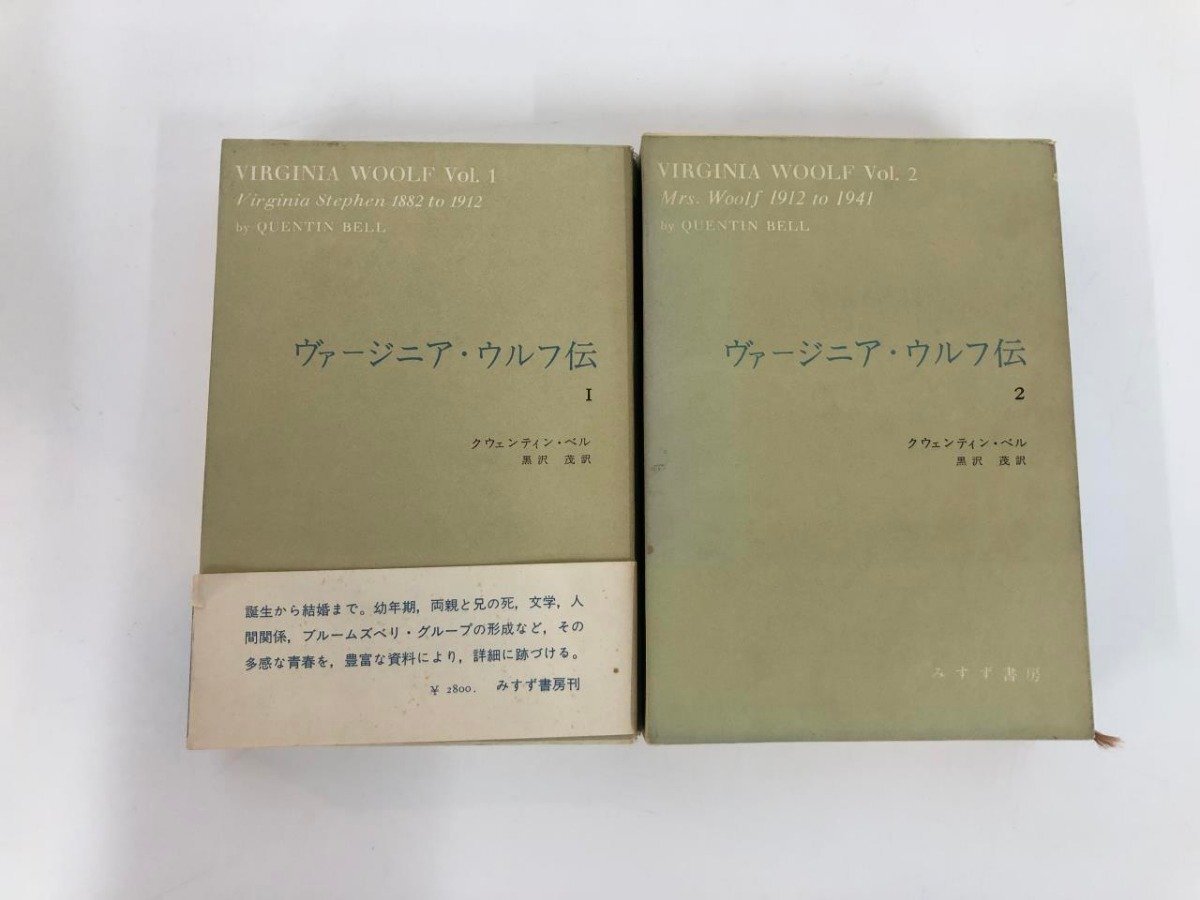 VIRGINIA WOOLF Vol. 1
Virginia Stephen 1882 to 1912
by QUENTIN BELL
ヴァージニア・ウルフ伝
1
クウェンティン・ベル
黒沢 茂訳
誕生から結婚まで。幼年期，両親と兄の死，文学，人
間関係，ブルームズベリ・グループの形成など，その
多感な青春を，豊富な資料により，詳細に跡づける。
¥ 2800. みすず書房刊
VIRGINIA WOOLF Vol. 2
Mrs. Woolf 1912 to 1941
by QUENTIN BELL
ヴァージニア・ウルフ伝
2
クウェンティン・ベル
黒沢 茂訳
みすず書房